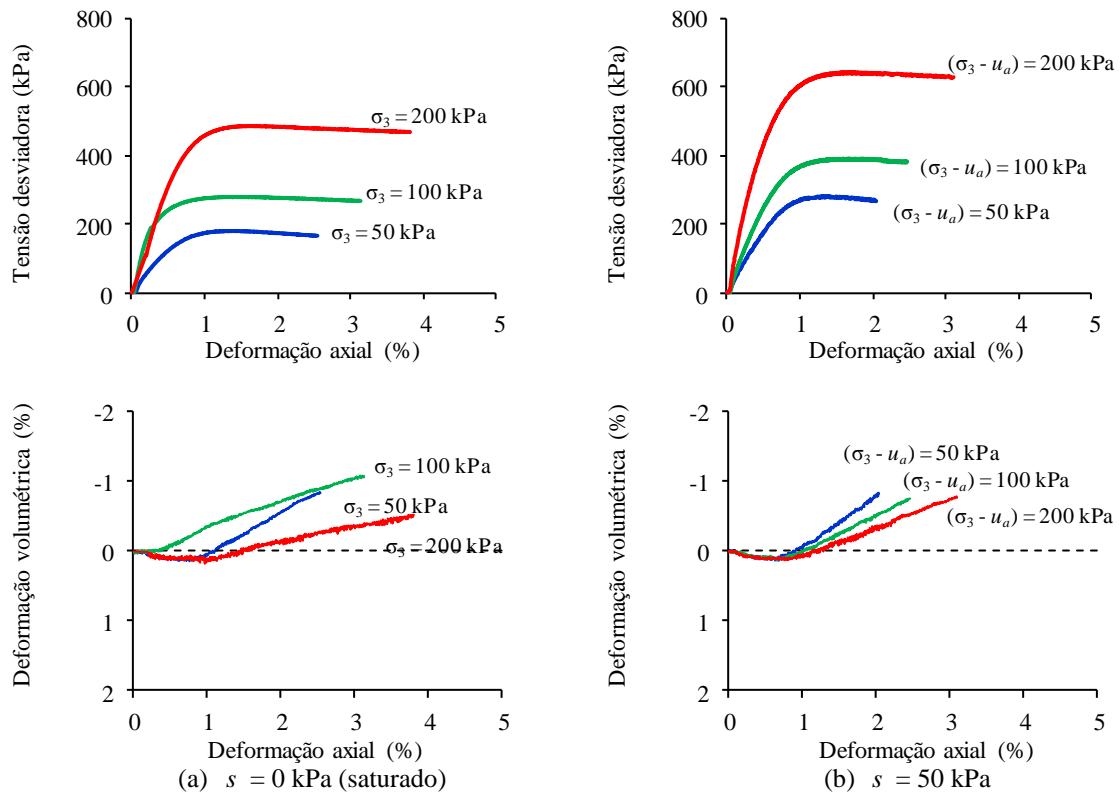 800
600
400
200
0
Tensão desviadora (kPa)
σ3 = 200 kPa
σ3 = 100 kPa
σ3 = 50 kPa
0 1 2 3 4 5
Deformação axial (%)
800
600
400
200
0
Tensão desviadora (kPa)
(σ3 - ua) = 200 kPa
(σ3 - ua) = 100 kPa
(σ3 - ua) = 50 kPa
0 1 2 3 4 5
Deformação axial (%)
-2
-1
0
1
2
Deformação volumétrica (%)
σ3 = 100 kPa
σ3 = 50 kPa
σ3 = 200 kPa
0 1 2 3 4 5
Deformação axial (%)
(a) s = 0 kPa (saturado)
-2
-1
0
1
2
Deformação volumétrica (%)
(σ3 - ua) = 50 kPa
(σ3 - ua) = 100 kPa
(σ3 - ua) = 200 kPa
0 1 2 3 4 5
Deformação axial (%)
(b) s = 50 kPa